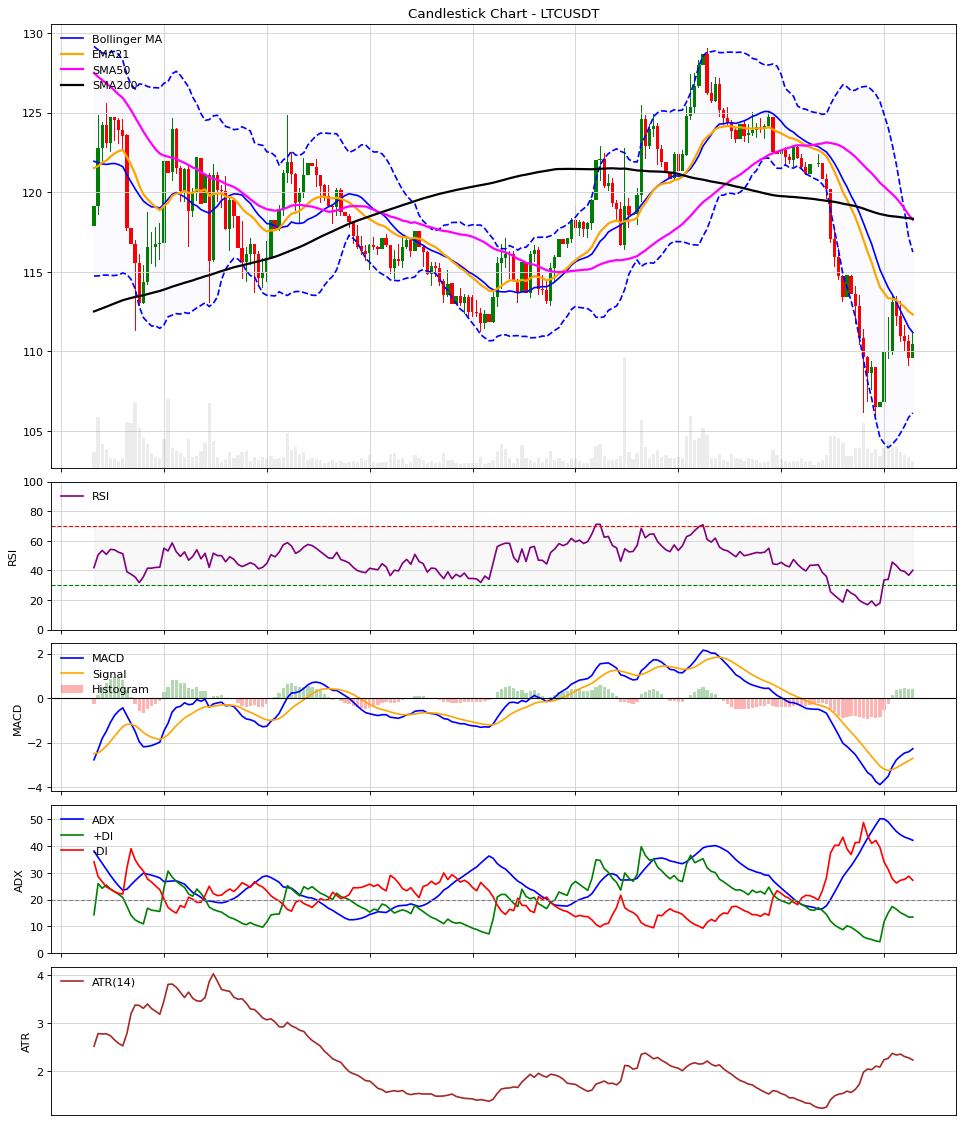 Candlestick Chart - LTCUSDT
Bollinger MA
EMA21
SMA50
SMA200
130
125
120
115
110
105
RSI
RSI
100
80
60
40
20
0
MACD
Signal
Histogram
MACD
2
0
−2
−4
ADX
+DI
-DI
ADX
50
40
30
20
10
0
ATR(14)
ATR
4
3
2